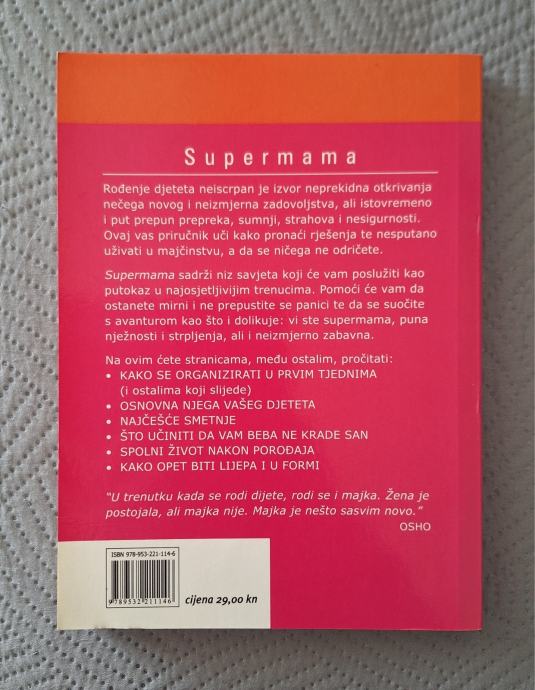 Supermama
Rođenje djeteta neiscrpan je izvor neprekidna otkrivanja
nečega novog i neizmjerna zadovoljstva, ali istovremeno
i put prepun prepreka, sumnji, strahova i nesigurnosti.
Ovaj vas priručnik uči kako pronaći rješenja te nesputano
uživati u majčinstvu, a da se ničega ne odričete.
Supermama sadrži niz savjeta koji će vam poslužiti kao
putokaz u najosjetljivijim trenucima. Pomoći će vam da
ostanete mirni i ne prepustite se panici te da se suočite
s avanturom kao što i dolikuje: vi ste supermama, puna
nježnosti i strpljenja, ali i neizmjerno zabavna.
Na ovim ćete stranicama, među ostalim, pročitati:
• KAKO SE ORGANIZIRATI U PRVIM TJEDNIMA
(i ostalima koji slijede)
• OSNOVNA NJEGA VAŠEG DJETETA
• NAJČEŠĆE SMETNJE
• ŠTO UČINITI DA VAM BEBA NE KRADE SAN
• SPOLNI ŽIVOT NAKON POROĐAJA
• KAKO OPET BITI LIJEPA I U FORMI
"U trenutku kada se rodi dijete, rodi se i majka. Žena je
postojala, ali majka nije. Majka je nešto sasvim novo."
OSHO
ISBN 978-953-221-114-6
9789532211146
cijena 29,00 kn